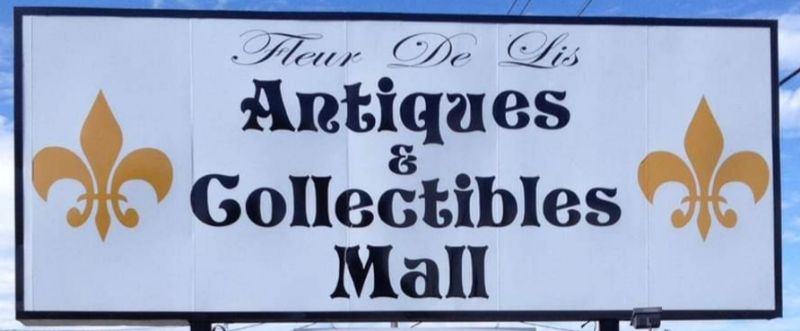 Fleur De Lis
Antiques
&
Collectibles
Mall